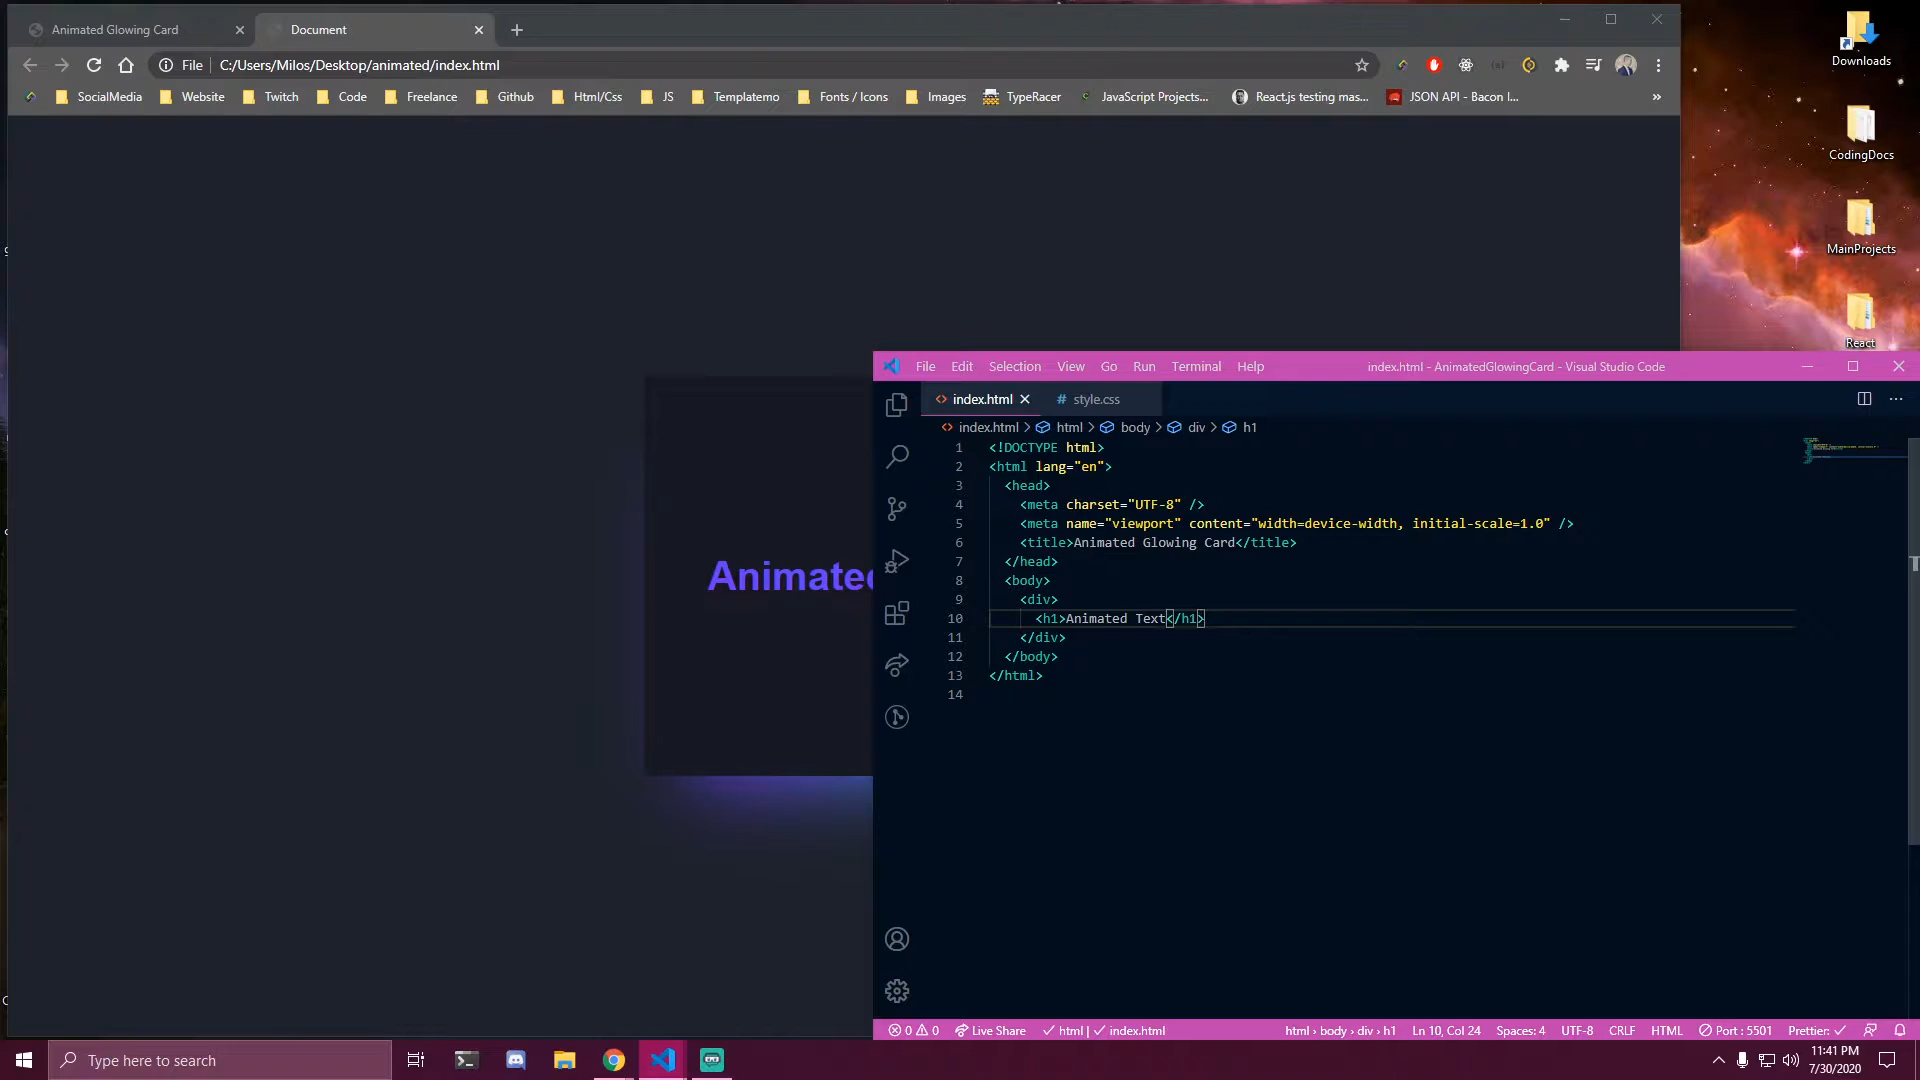 Animated Glowing Card
Document
File
C:/Users/Milos/Desktop/animated/index.html
SocialMedia
Website
Twitch
Code
Freelance
Github
Html/Css
JS
Templatemo
Fonts / Icons
Images
TypeRacer
JavaScript Projects...
React.js testing mas...
JSON API - Bacon I...
»
Downloads
CodingDocs
MainProjects
React
Animated
File Edit Selection View Go Run Terminal Help
index.html - AnimatedGlowingCard - Visual Studio Code
index.html
# style.css
index.html > html > body > div > h1
1 <!DOCTYPE html>
2 <html lang="en">
3 <head>
4 <meta charset="UTF-8" />
5 <meta name="viewport" content="width=device-width, initial-scale=1.0" />
6 <title>Animated Glowing Card</title>
7 </head>
8 <body>
9 <div>
10 <h1>Animated Text</h1>
11 </div>
12 </body>
13 </html>
14
0 0 Live Share html | index.html
html › body › div › h1 Ln 10, Col 24 Spaces: 4 UTF-8 CRLF HTML Port : 5501 Prettier:
Type here to search
11:41 PM
7/30/2020